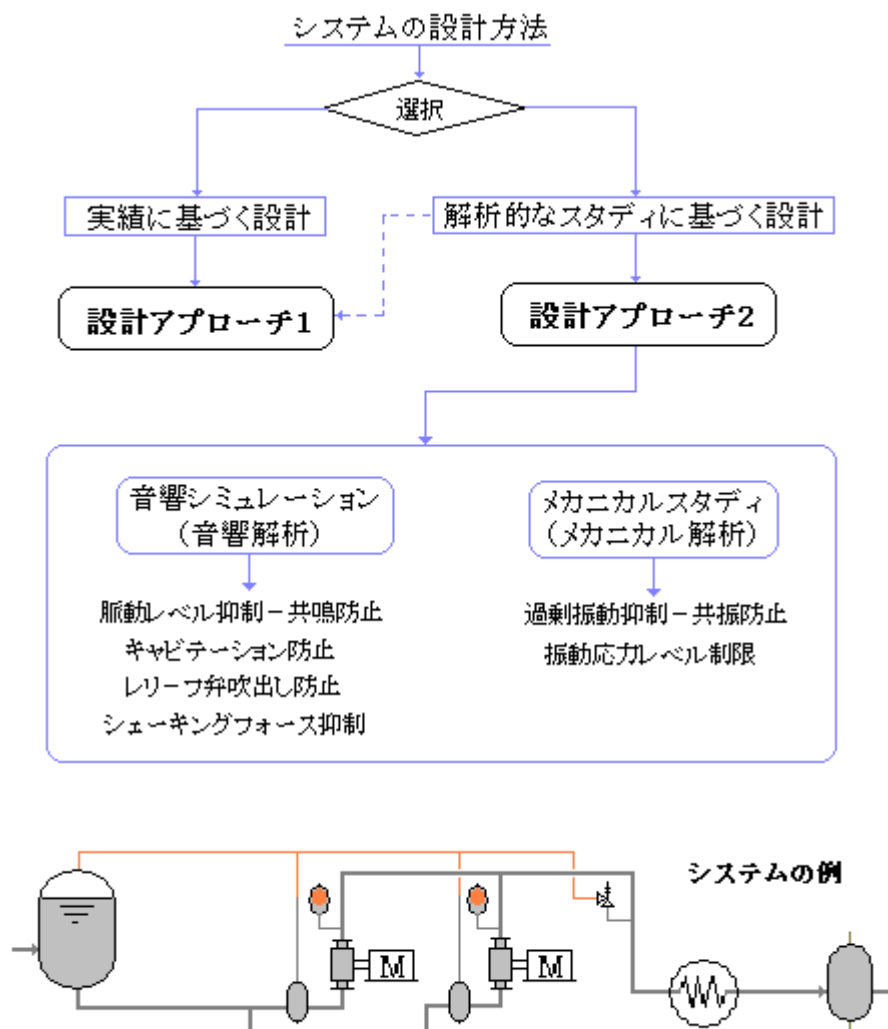 システムの設計方法
選択
実績に基づく設計
解析的なスタディに基づく設計
設計アプローチ1
設計アプローチ2
音響シミュレーション
(音響解析)
メカニカルスタディ
(メカニカル解析)
脈動レベル抑制-共鳴防止
キャビテーション防止
レリーフ弁吹出し防止
シェーキングフォース抑制
過剰振動抑制-共振防止
振動応力レベル制限
システムの例
M
M